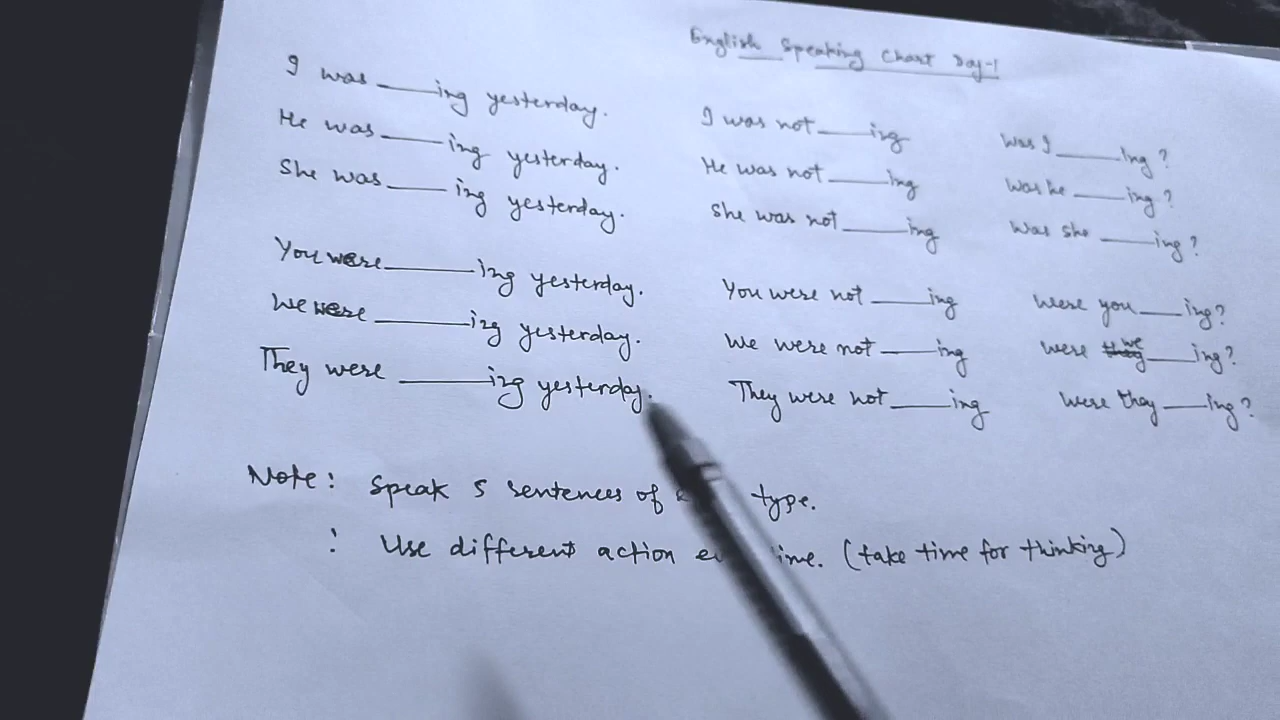 English Speaking Chart Day-1
I was ____ing yesterday.
He was ____ing yesterday.
She was ____ing yesterday.
You were ____ing yesterday.
We were ____ing yesterday.
They were ____ing yesterday.
I was not ____ing
He was not ____ing
She was not ____ing
You were not ____ing
We were not ____ing
They were not ____ing
Was I ____ing?
Was he ____ing?
Was she ____ing?
Were you ____ing?
Were we ____ing?
Were they ____ing?
Note: Speak 5 sentences of type.
: Use different action (take time for thinking)